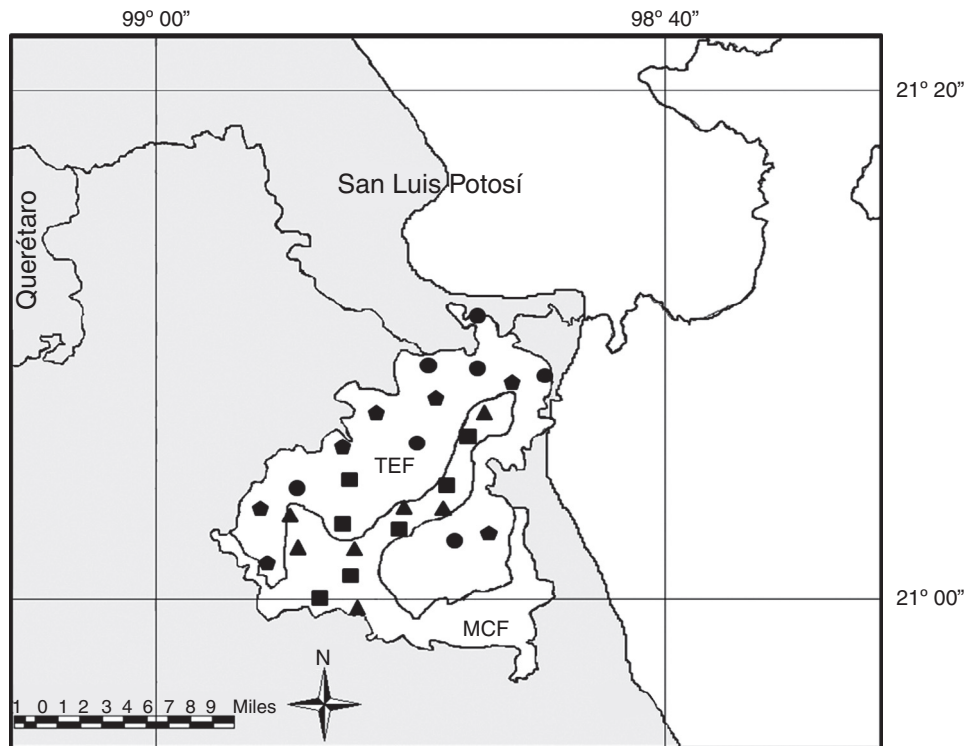 99° 00” 98° 40”
21° 20”
San Luis Potosí
Querétaro
TEF
21° 00”
MCF
N
1 0 1 2 3 4 6 7 8 9 Miles